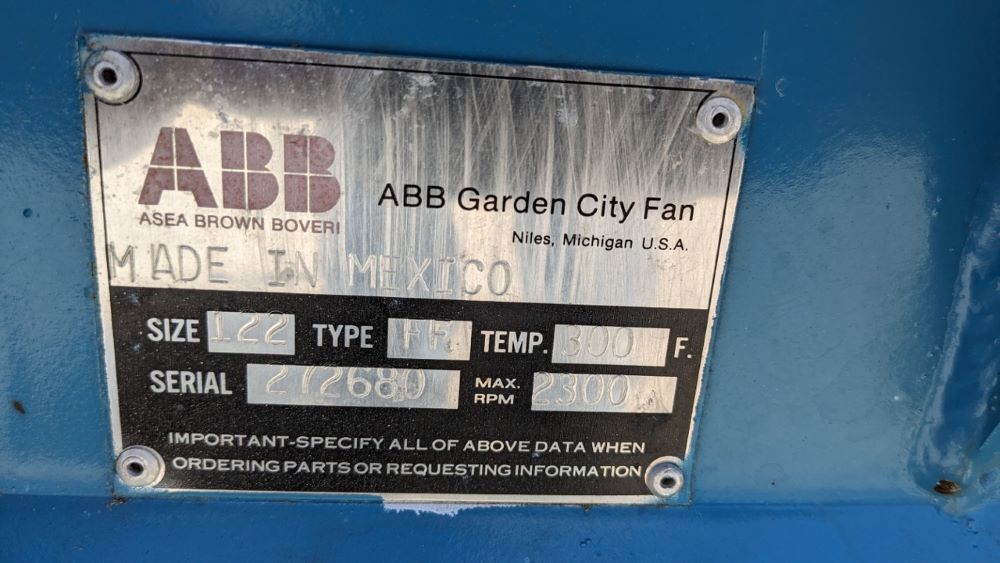 ABB
ASEA BROWN BOVERI
ABB Garden City Fan
Niles, Michigan U.S.A.
MADE IN MEXICO
SIZE 122 TYPE TEMP. 300 F.
SERIAL 272680 MAX. RPM 2300
IMPORTANT-SPECIFY ALL OF ABOVE DATA WHEN
ORDERING PARTS OR REQUESTING INFORMATION